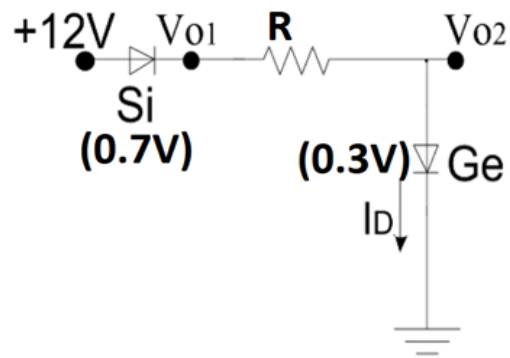 +12V Vo1 R Vo2
Si
(0.7V) (0.3V) Ge
ID